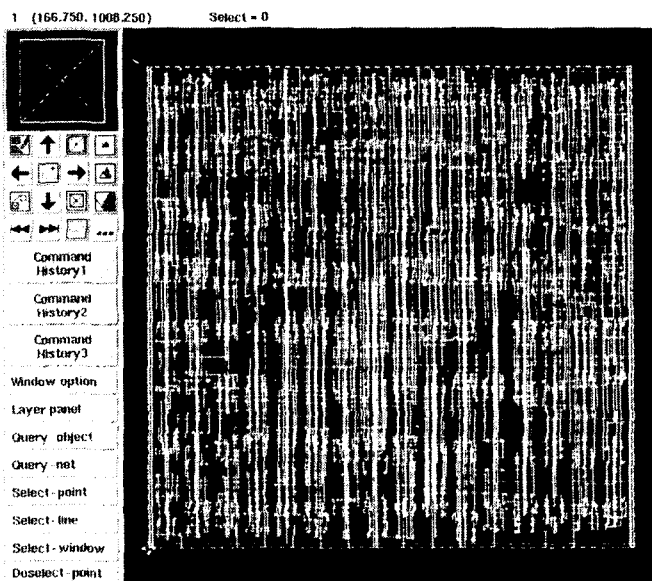 1 (166.750, 1008.250) Select = 0
Command
History1
Command
History2
Command
History3
Window option
Layer panel
Query object
Query net
Select-point
Select-line
Select-window
Deselect-point